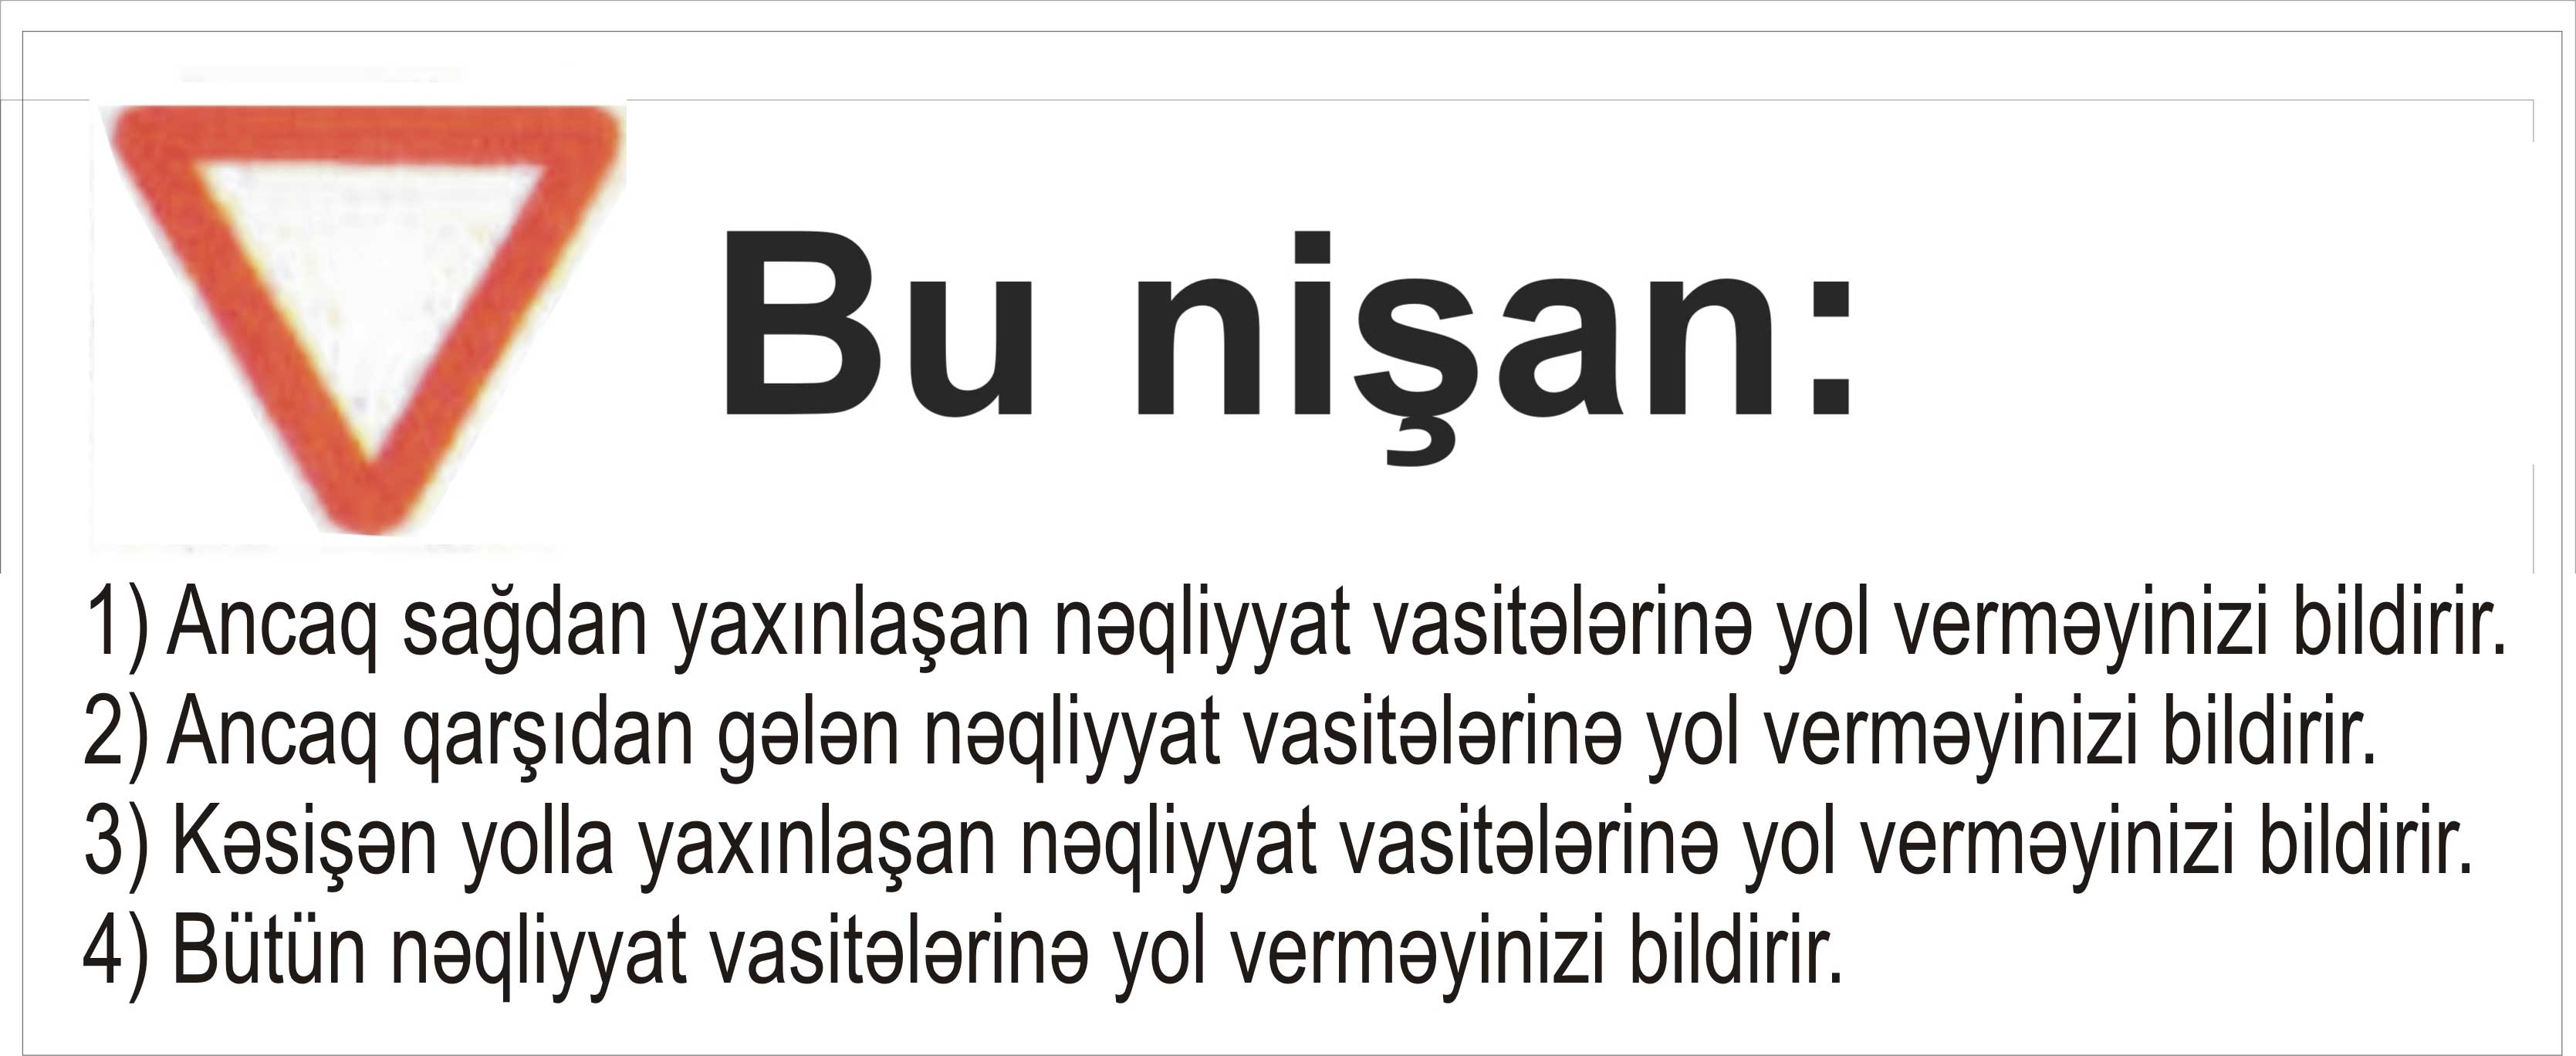 Bu nişan:
1) Ancaq sağdan yaxınlaşan nəqliyyat vasitələrinə yol verməyinizi bildirir.
2) Ancaq qarşıdan gələn nəqliyyat vasitələrinə yol verməyinizi bildirir.
3) Kəsişən yolla yaxınlaşan nəqliyyat vasitələrinə yol verməyinizi bildirir.
4) Bütün nəqliyyat vasitələrinə yol verməyinizi bildirir.